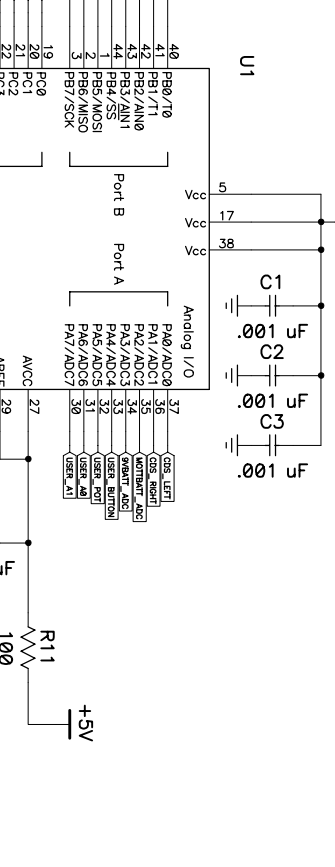 U1
40 PB0/T0
41 PB1/T1
42 PB2/AIN0
43 PB3/AIN1
44 PB4/SS
1 PB5/MOSI
2 PB6/MISO
3 PB7/SCK
19 PC0
20 PC1
21 PC2
22
Port B
Port A
Vcc 5
Vcc 17
Vcc 38
Analog I/O
PA0/ADC0 37 CDS_LEFT
PA1/ADC1 36 CDS_RIGHT
PA2/ADC2 35 MOTTBATT_ADC
PA3/ADC3 34 9VBATT_ADC
PA4/ADC4 33 USER_BUTTON
PA5/ADC5 32 USER_POT
PA6/ADC6 31 USER_A0
PA7/ADC7 30 USER_A1
AVCC 27
29
C1
.001 uF
C2
.001 uF
C3
.001 uF
R11
100
+5V